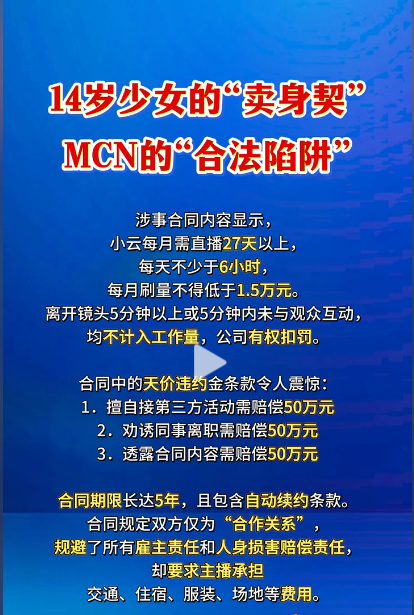 14岁少女的“卖身契”
MCN的“合法陷阱”
涉事合同内容显示，
小云每月需直播27天以上，
每天不少于6小时，
每月刷量不得低于1.5万元。
离开镜头5分钟以上或5分钟内未与观众互动，
均不计入工作量，公司有权扣罚。
合同中的天价违约金条款令人震惊：
1．擅自接第三方活动需赔偿50万元
2．劝诱同事离职需赔偿50万元
3．透露合同内容需赔偿50万元
合同期限长达5年，且包含自动续约条款。
合同规定双方仅为“合作关系”，
规避了所有雇主责任和人身损害赔偿责任，
却要求主播承担
交通、住宿、服装、场地等费用。